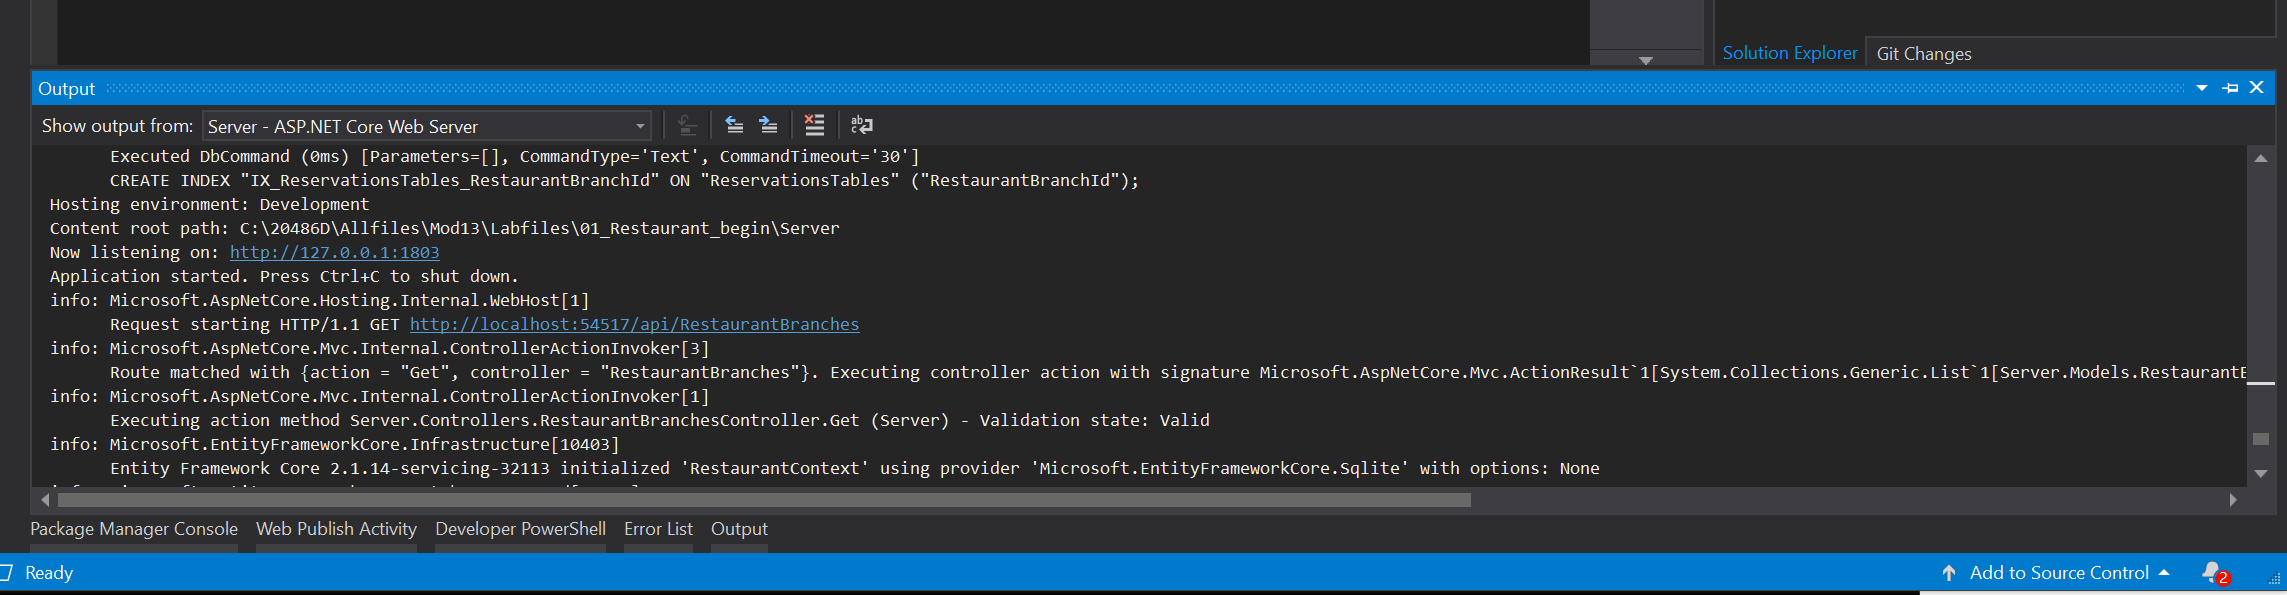 Solution Explorer
Git Changes
Output
Show output from: Server - ASP.NET Core Web Server
Executed DbCommand (0ms) [Parameters=[], CommandType='Text', CommandTimeout='30']
CREATE INDEX "IX_ReservationsTables_RestaurantBranchId" ON "ReservationsTables" ("RestaurantBranchId");
Hosting environment: Development
Content root path: C:\20486D\Allfiles\Mod13\Labfiles\01_Restaurant_begin\Server
Now listening on: http://127.0.0.1:1803
Application started. Press Ctrl+C to shut down.
info: Microsoft.AspNetCore.Hosting.Internal.WebHost[1]
Request starting HTTP/1.1 GET http://localhost:54517/api/RestaurantBranches
info: Microsoft.AspNetCore.Mvc.Internal.ControllerActionInvoker[3]
Route matched with {action = "Get", controller = "RestaurantBranches"}. Executing controller action with signature Microsoft.AspNetCore.Mvc.ActionResult`1[System.Collections.Generic.List`1[Server.Models.Restaurant
info: Microsoft.AspNetCore.Mvc.Internal.ControllerActionInvoker[1]
Executing action method Server.Controllers.RestaurantBranchesController.Get (Server) - Validation state: Valid
info: Microsoft.EntityFrameworkCore.Infrastructure[10403]
Entity Framework Core 2.1.14-servicing-32113 initialized 'RestaurantContext' using provider 'Microsoft.EntityFrameworkCore.Sqlite' with options: None
Package Manager Console Web Publish Activity Developer PowerShell Error List Output
Ready
Add to Source Control
2